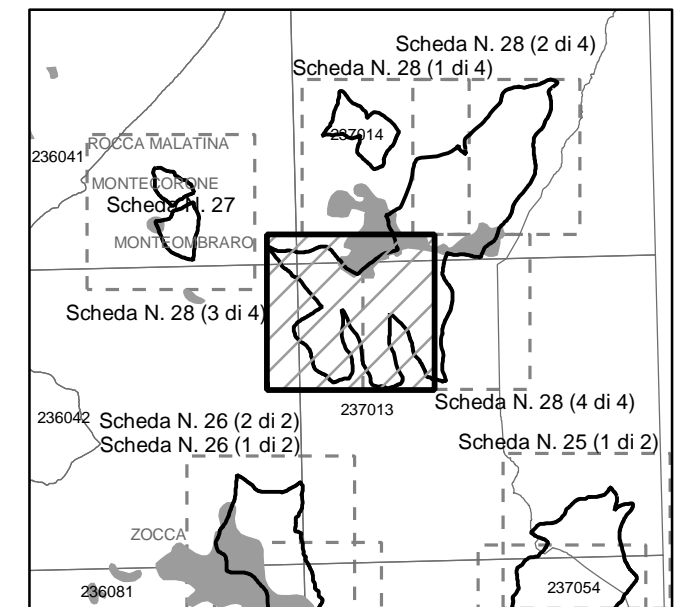 Scheda N. 28 (2 di 4)
Scheda N. 28 (1 di 4)
237014
ROCCA MALATINA
236041
MONTECORONE
Scheda N. 27
MONTEOMBRARO
Scheda N. 28 (3 di 4)
Scheda N. 28 (4 di 4)
237013
236042
Scheda N. 26 (2 di 2)
Scheda N. 26 (1 di 2)
Scheda N. 25 (1 di 2)
ZOCCA
236081
237054